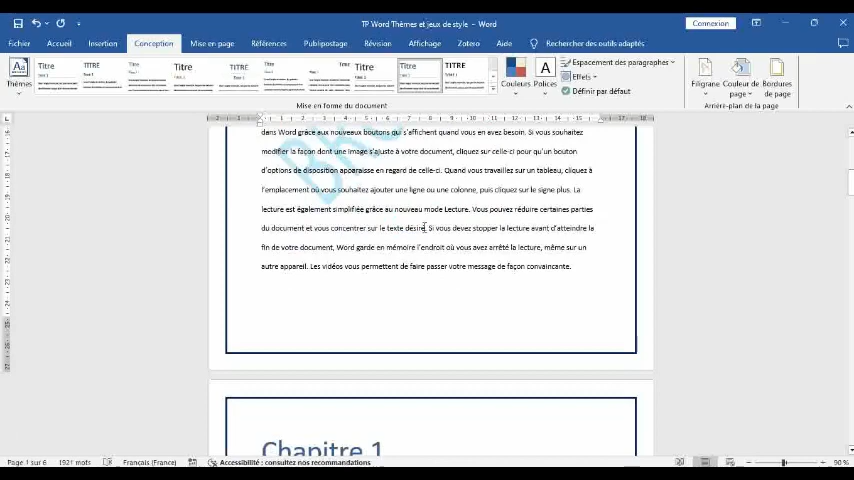 TP Word Thèmes et jeux de style - Word
Connexion
Fichier Accueil Insertion Conception Mise en page Références Publipostage Révision Affichage Zotero Aide Rechercher des outils adaptés
Titre TITRE Titre Titre TITRE Titre Titre Titre Titre TITRE
Thèmes Couleurs Polices
Espacement des paragraphes
Effets
Définir par défaut
Filigrane Couleur de page Bordures de page
Mise en forme du document
Arrière-plan de la page
dans Word grâce aux nouveaux boutons qui s'affichent quand vous en avez besoin. Si vous souhaitez
modifier la façon dont une image s'ajuste à votre document, cliquez sur celle-ci pour qu'un bouton
d'options de disposition apparaisse en regard de celle-ci. Quand vous travaillez sur un tableau, cliquez à
l'emplacement où vous souhaitez ajouter une ligne ou une colonne, puis cliquez sur le signe plus. La
lecture est également simplifiée grâce au nouveau mode Lecture. Vous pouvez réduire certaines parties
du document et vous concentrer sur le texte désiré. Si vous devez stopper la lecture avant d'atteindre la
fin de votre document, Word garde en mémoire l'endroit où vous avez arrêté la lecture, même sur un
autre appareil. Les vidéos vous permettent de faire passer votre message de façon convaincante.
Chapitre 1
Page 1 sur 6 1921 mots Français (France) Accessibilité : consultez nos recommandations 90 %